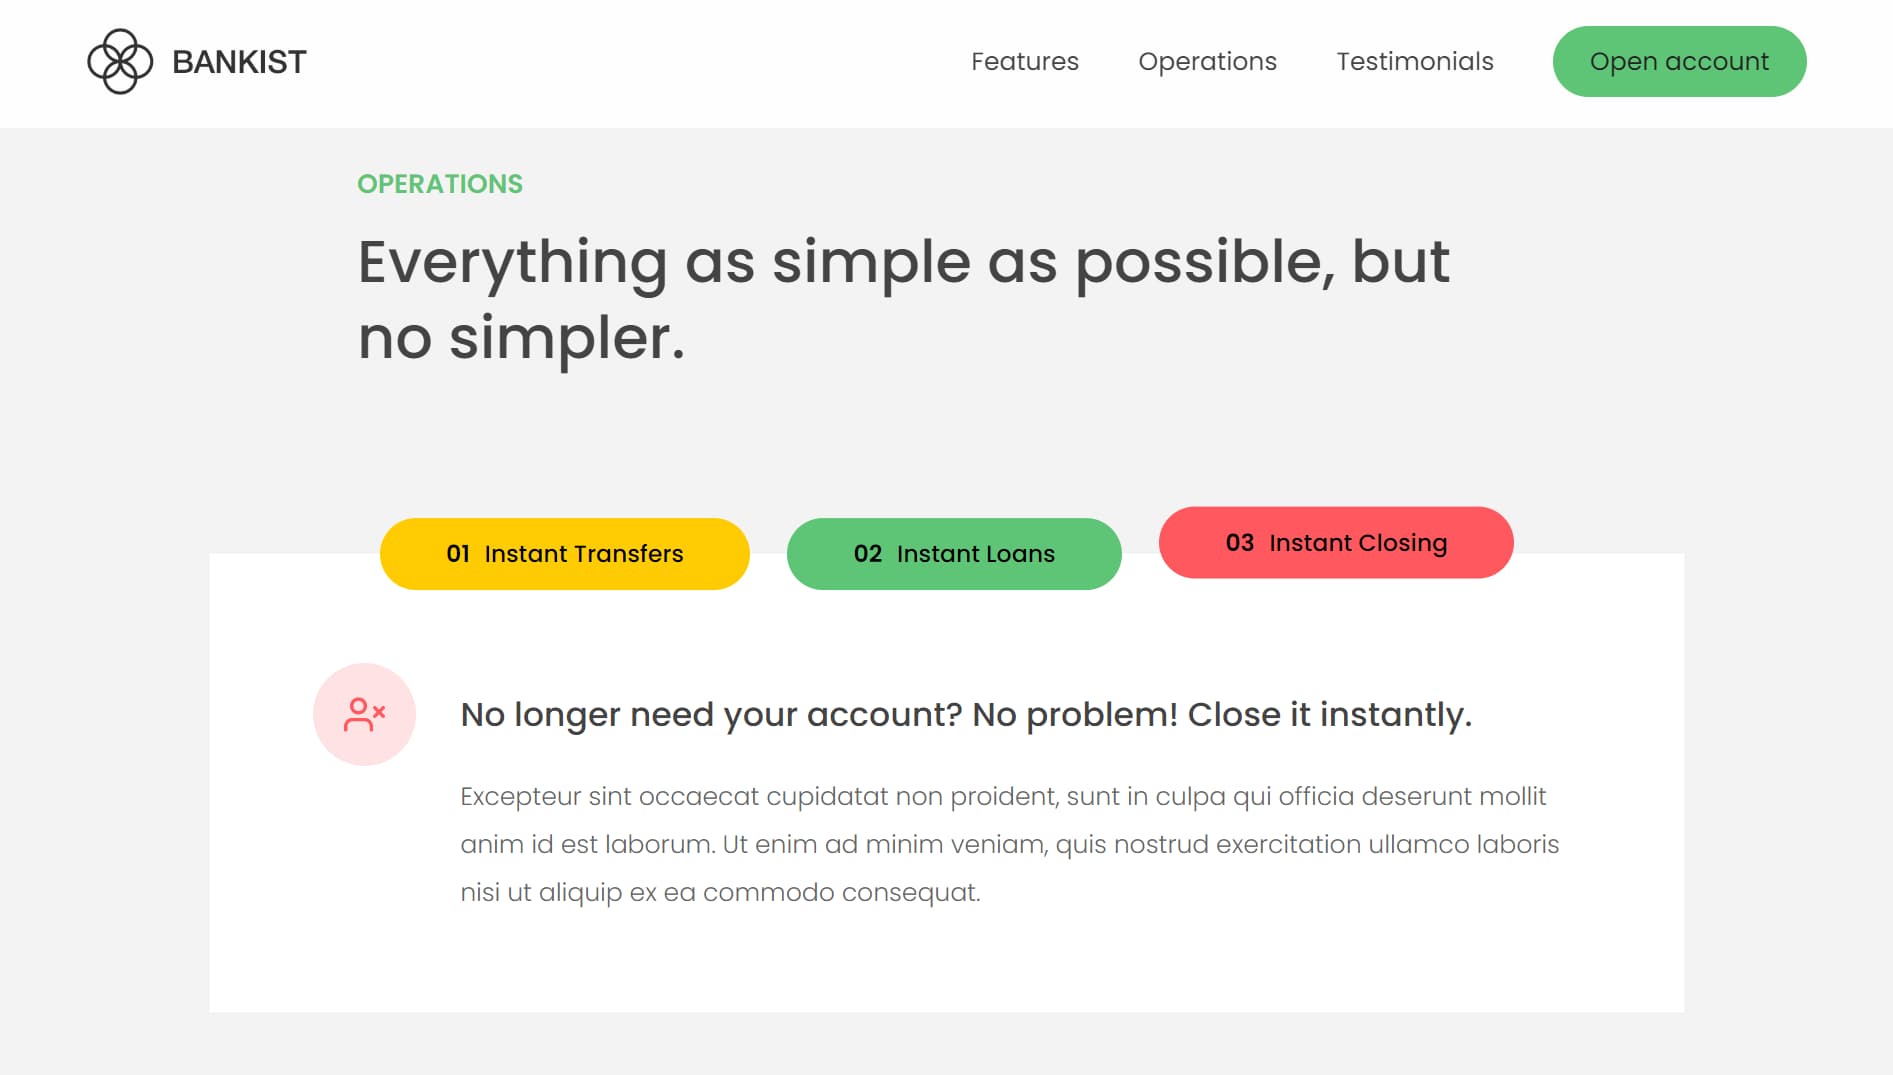 BANKIST
Features
Operations
Testimonials
Open account
OPERATIONS
Everything as simple as possible, but
no simpler.
01 Instant Transfers
02 Instant Loans
03 Instant Closing
No longer need your account? No problem! Close it instantly.
Excepteur sint occaecat cupidatat non proident, sunt in culpa qui officia deserunt mollit
anim id est laborum. Ut enim ad minim veniam, quis nostrud exercitation ullamco laboris
nisi ut aliquip ex ea commodo consequat.